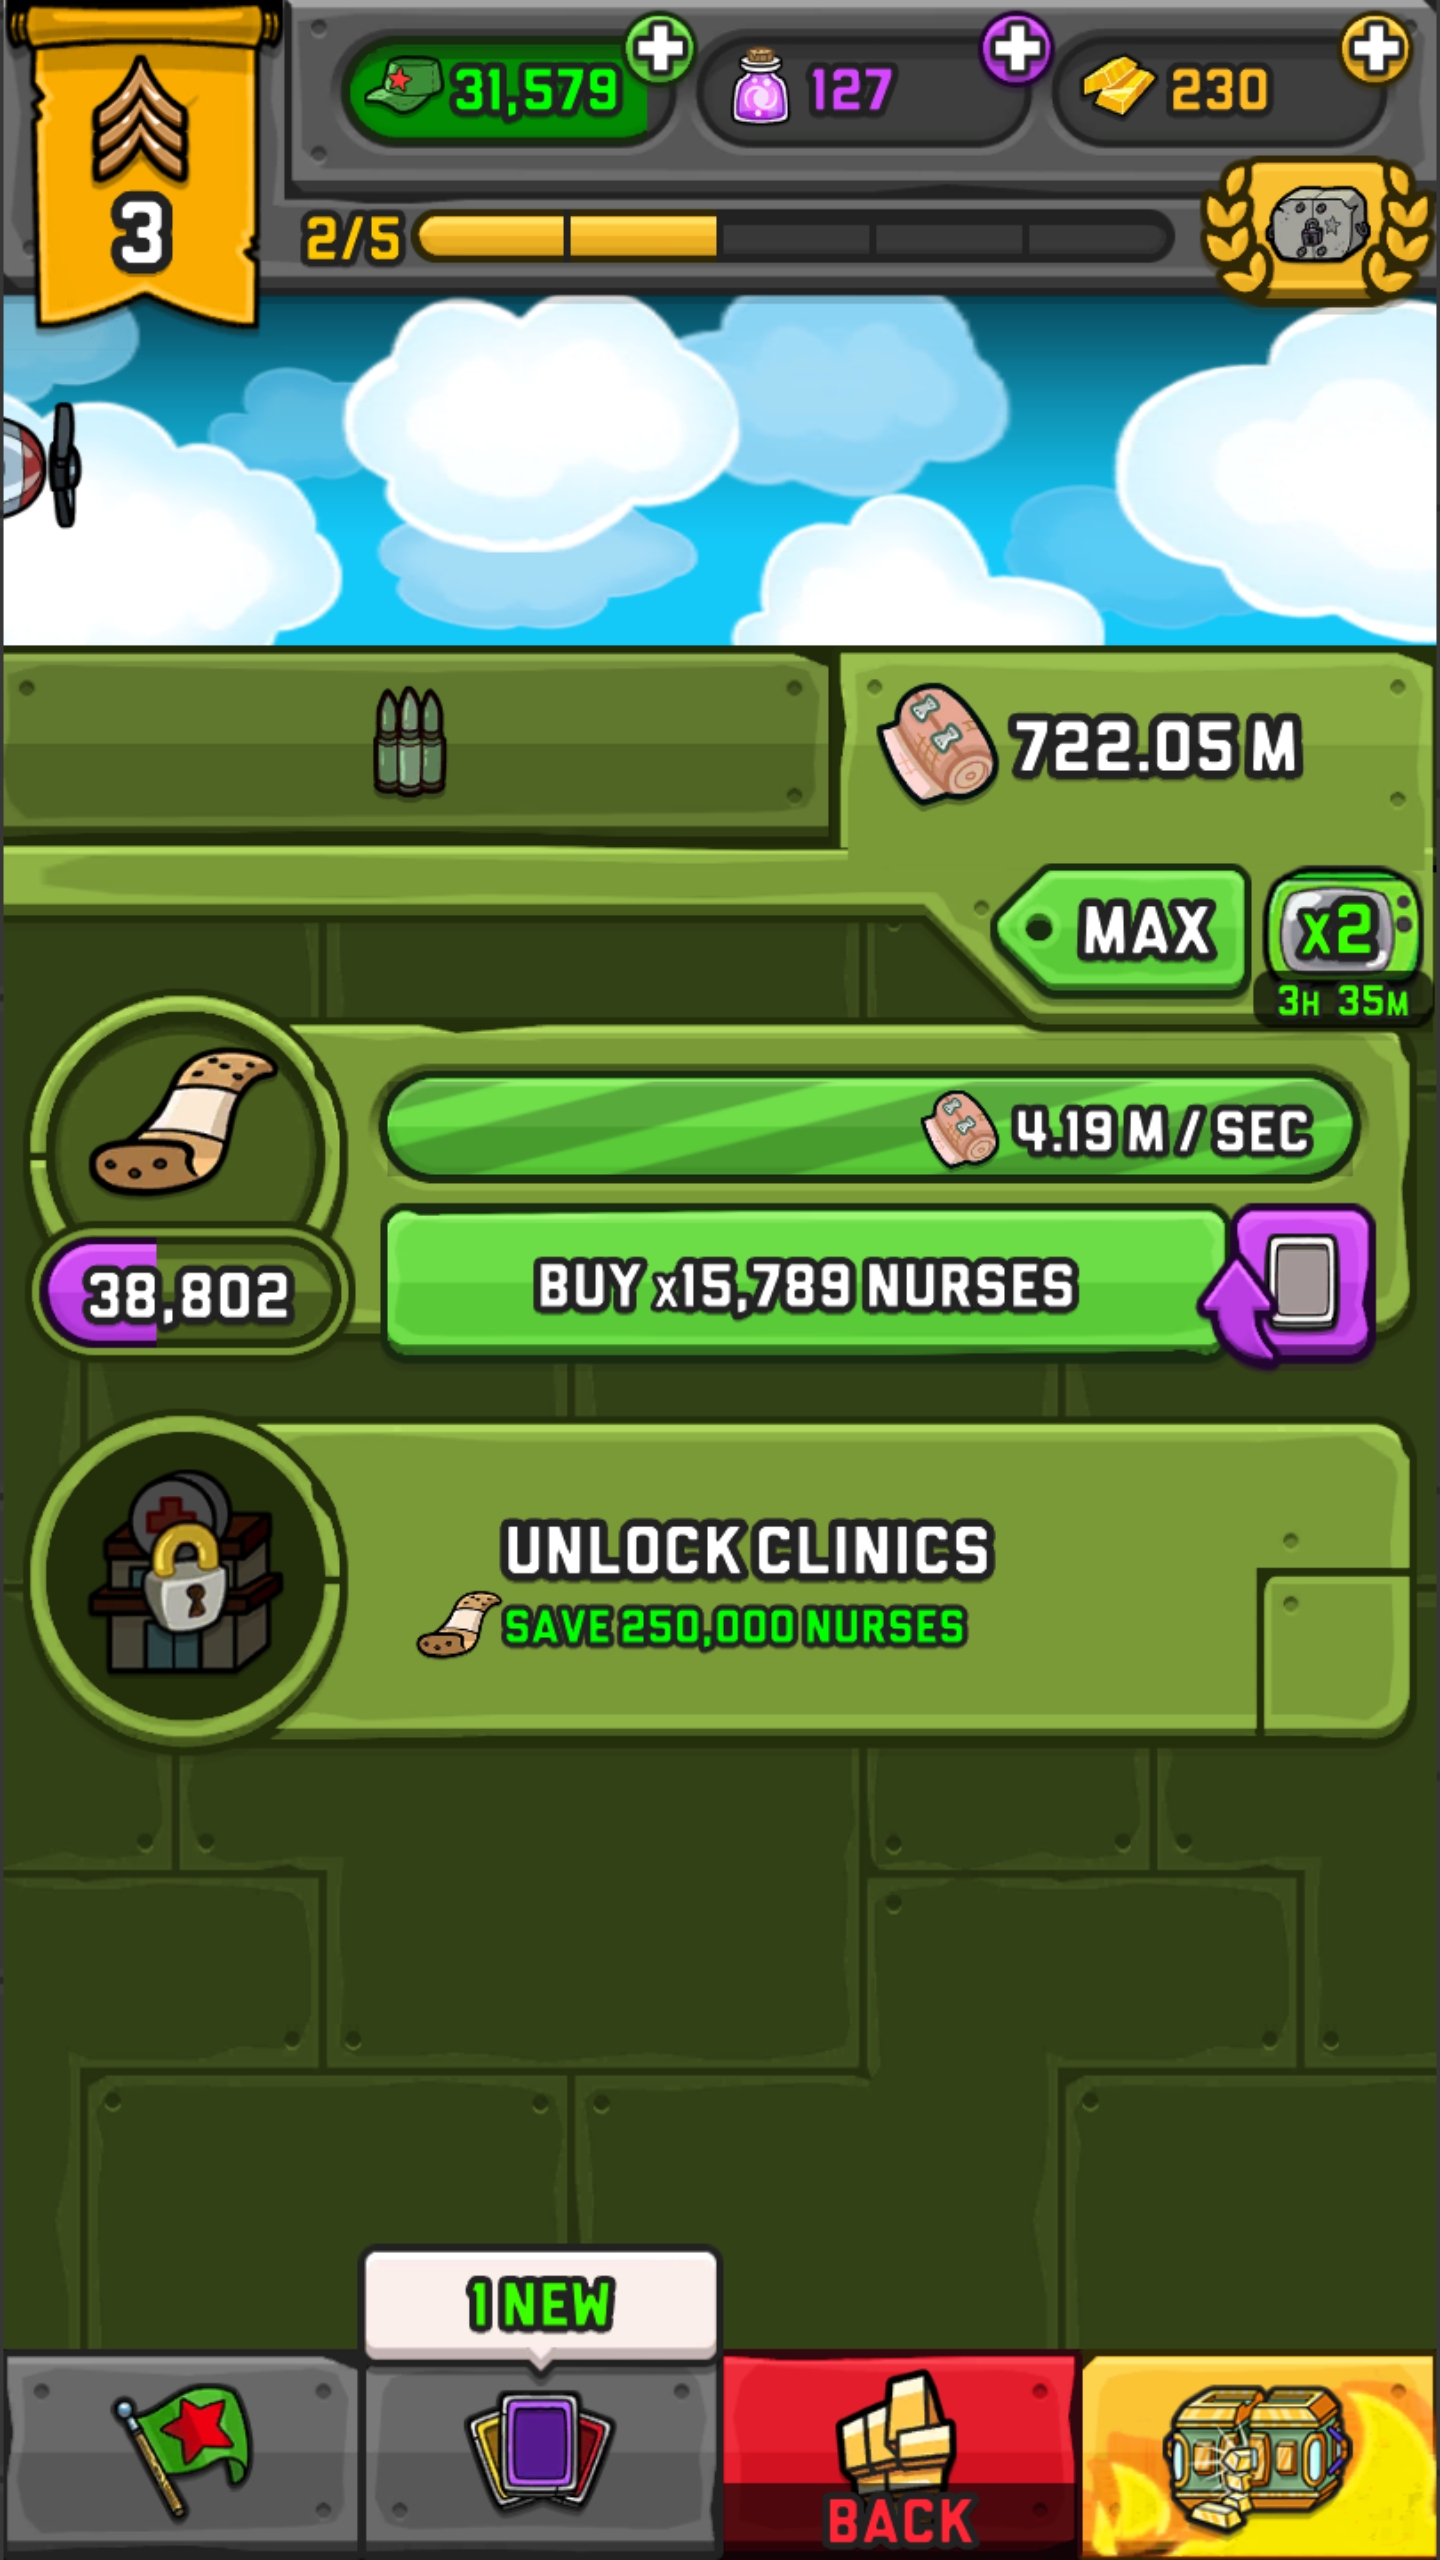 31,579
127
230
3
2/5
722.05 M
MAX
x2
3H 35M
4.19 M / SEC
38,802
BUY x15,789 NURSES
UNLOCK CLINICS
SAVE 250,000 NURSES
1 NEW
BACK